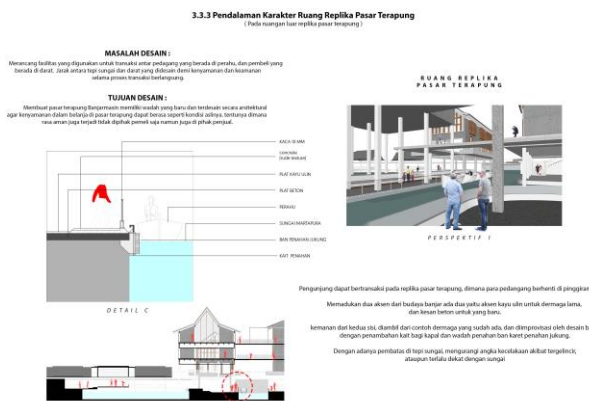 3.3.3 Pendalaman Karakter Ruang Replika Pasar Terapung
( Pada ruangan luar replika pasar terapung )
MASALAH DESAIN :
Merancang fasilitas yang digunakan untuk transaksi antar pedagang yang berada di perahu, dan pembeli yang
berada di darat. Jarak antara tepi sungai dan darat yang didesain demi kenyamanan dan keamanan
selama proses transaksi berlangsung.
TUJUAN DESAIN :
Membuat pasar terapung Banjarmasin memiliki wadah yang baru dan terdesain secara arsitektural
agar kenyamanan dalam belanja di pasar terapung dapat berasa seperti kondisi aslinya. tentunya dimana
rasa aman juga terjadi tidak dipihak pembeli saja namun juga di pihak penjual.
KACA 18 MM
concrete
PLAT KAYU ULIN
PLAT BETON
PERAHU
SUNGAI MARTAPURA
BAN PENAHAN JUKUNG
KAIT PENAHAN
DETAIL C
RUANG REPLIKA
PASAR TERAPUNG
PERSPEKTIF I
Pengunjung dapat bertransaksi pada replika pasar terapung, dimana para pedangang berhenti di pinggiran
Memadukan dua aksen dari budaya banjar ada dua yaitu aksen kayu ulin untuk dermaga lama,
dan kesan beton untuk yang baru.
kemanan dari kedua sisi, diambil dari contoh dermaga yang sudah ada, dan diimprovisasi oleh desain b
dengan penambahan kait bagi kapal dan wadah penahan ban karet penahan jukung.
Dengan adanya pembatas di tepi sungai, mengurangi angka kecelakaan akibat tergelincir,
ataupun terlalu dekat dengan sungai